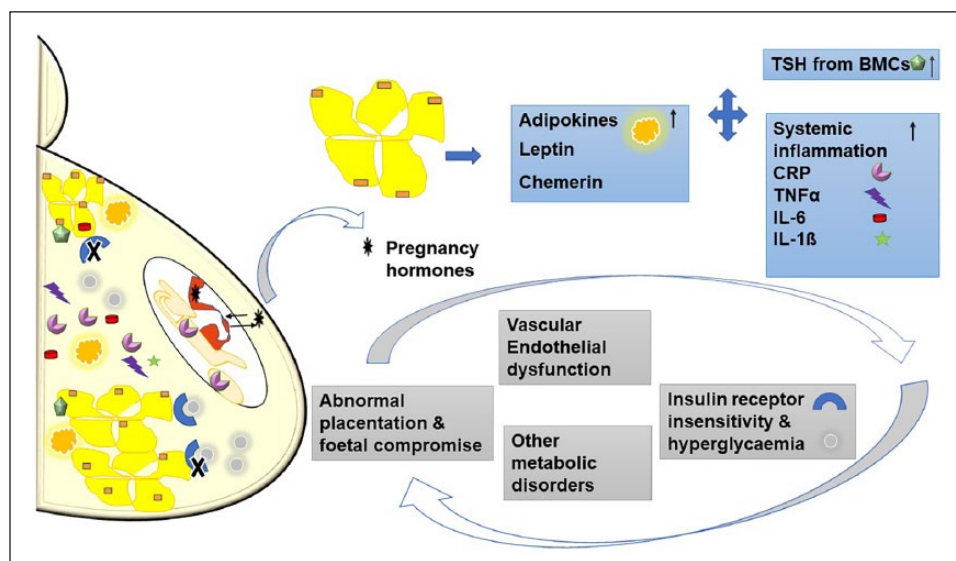 TSH from BMCs
Adipokines
Leptin
Chemerin
Systemic
inflammation
CRP
TNFα
IL-6
IL-1ß
Pregnancy
hormones
Vascular
Endothelial
dysfunction
Abnormal
placentation &
foetal compromise
Insulin receptor
insensitivity &
hyperglycaemia
Other
metabolic
disorders